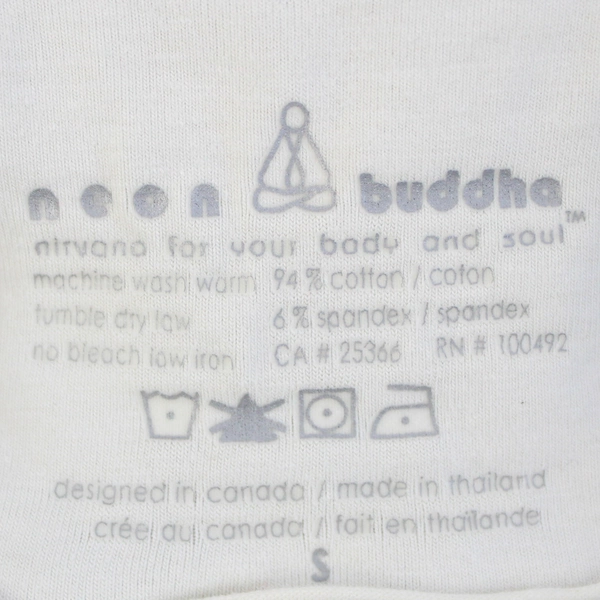 neon buddha™
nirvana for your body and soul
machine wash warm 94% cotton / coton
tumble dry low 6% spandex / spandex
no bleach low iron CA # 25366 RN # 100492
designed in canada / made in thailand
crée au canada / fait en thaïlande
S